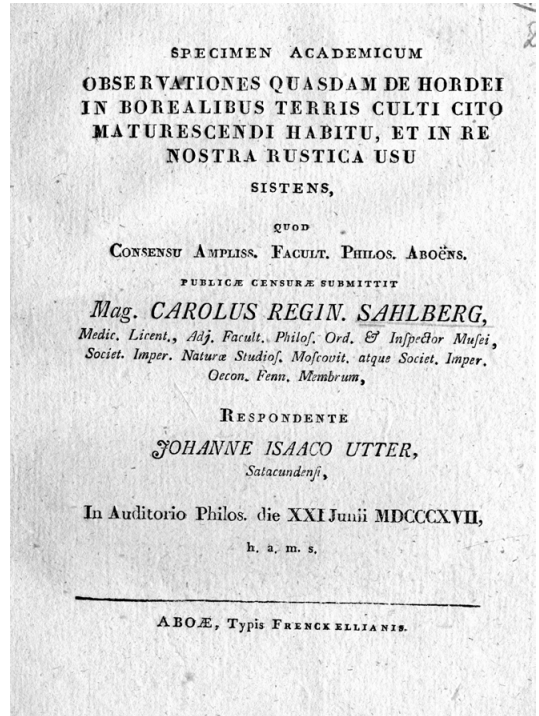 SPECIMEN ACADEMICUM
OBSERVATIONES QUASDAM DE HORDEI
IN BOREALIBUS TERRIS CULTI CITO
MATURESCENDI HABITU, ET IN RE
NOSTRA RUSTICA USU
SISTENS,
QUOD
CONSENSU AMPLISS. FACULT. PHILOS. ABOËNS.
PUBLICÆ CENSURÆ SUBMITTIT
Mag. CAROLUS REGIN. SAHLBERG,
Medic. Licent., Adj. Facult. Philoſ. Ord. & Inſpector Muſei,
Societ. Imper. Naturæ Studioſ. Moſcovit. atque Societ. Imper.
Oecon. Fenn. Membrum,
RESPONDENTE
JOHANNE ISAACO UTTER,
Satacundenſi,
In Auditorio Philos. die XXI Junii MDCCCXVII,
h. a. m. s.
ABOÆ, Typis FRENCKELLIANIS.